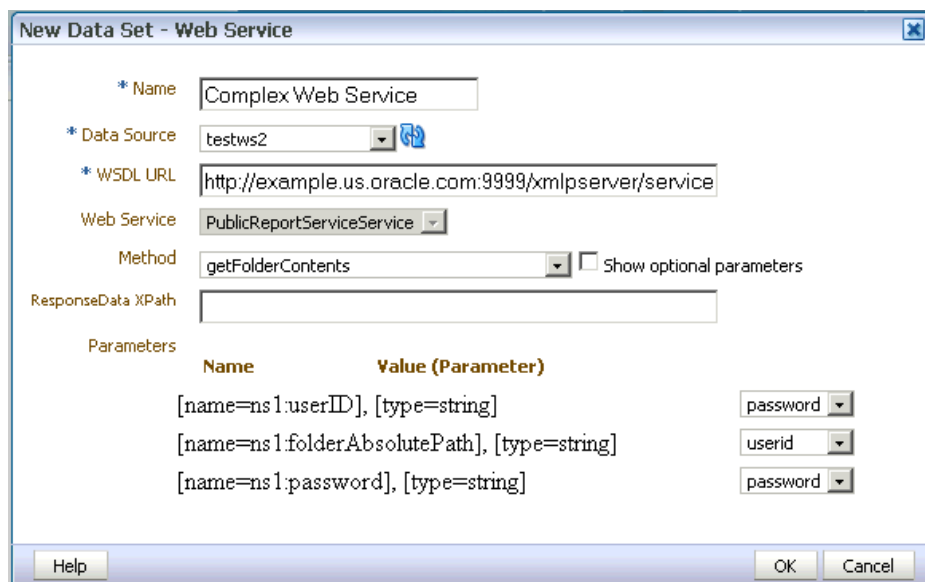 New Data Set - Web Service
* Name Complex Web Service
* Data Source testws2
* WSDL URL http://example.us.oracle.com:9999/xmlpserver/service
Web Service PublicReportServiceService
Method getFolderContents Show optional parameters
ResponseData XPath
Parameters
Name Value (Parameter)
[name=ns1:userID], [type=string] password
[name=ns1:folderAbsolutePath], [type=string] userid
[name=ns1:password], [type=string] password
Help OK Cancel